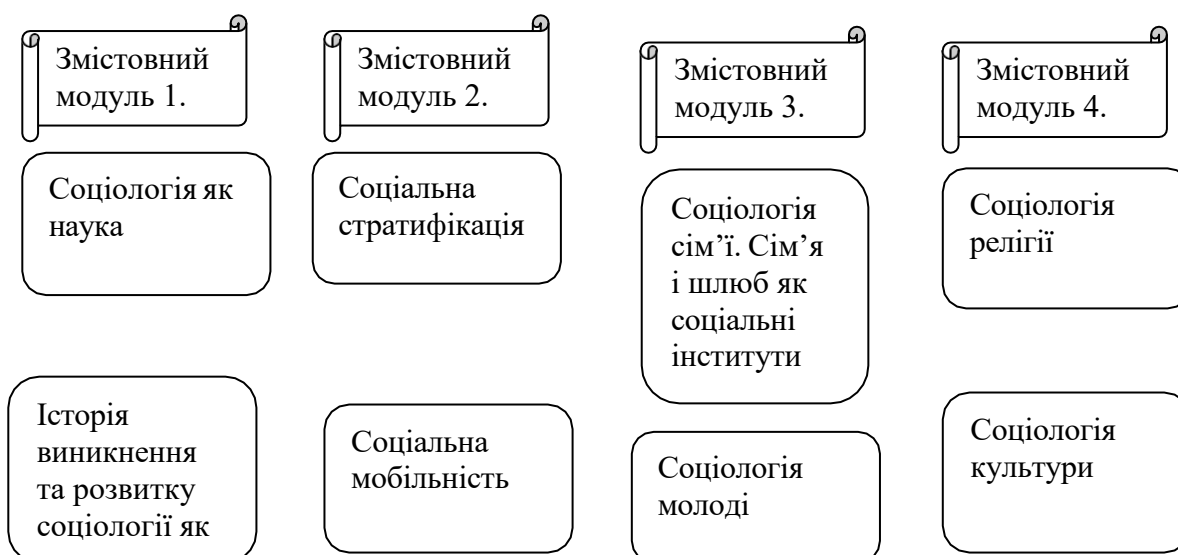 Змістовний
модуль 1.
Змістовний
модуль 2.
Змістовний
модуль 3.
Змістовний
модуль 4.
Соціологія як
наука
Соціальна
стратифікація
Соціологія
сім’ї. Сім’я
і шлюб як
соціальні
інститути
Соціологія
релігії
Історія
виникнення
та розвитку
соціології як
Соціальна
мобільність
Соціологія
молоді
Соціологія
культури